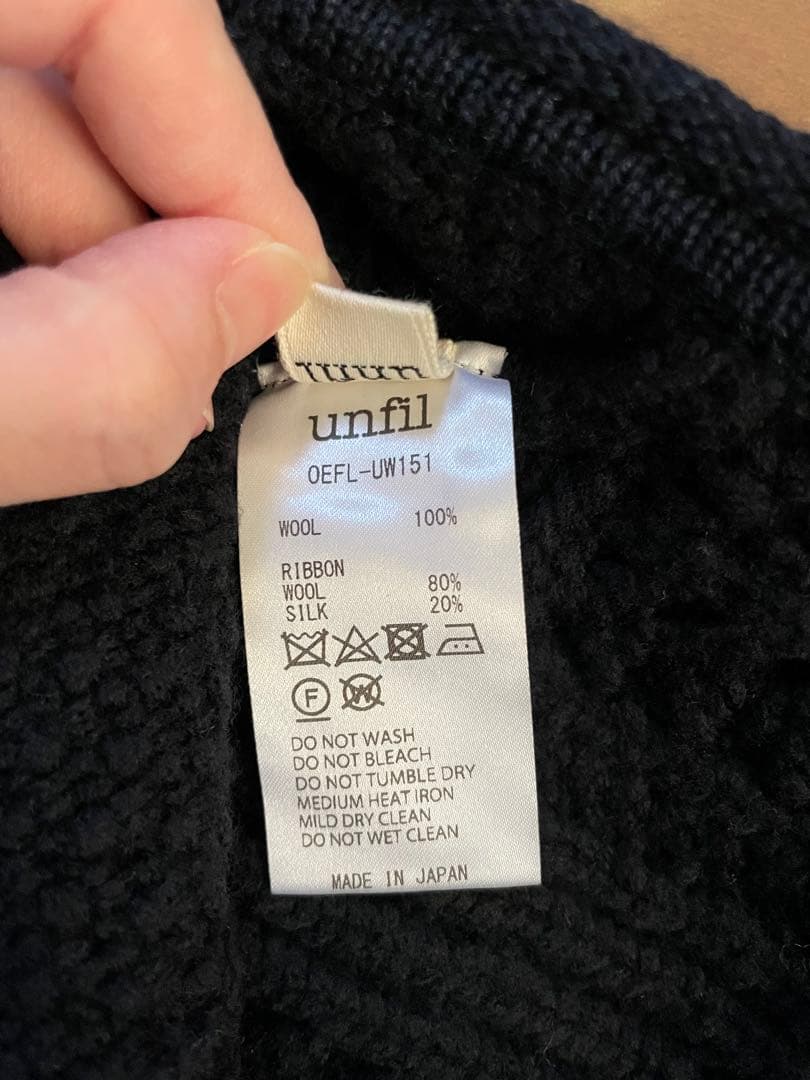 unfil
unfil
OEFL-UW151
WOOL 100%
RIBBON
WOOL 80%
SILK 20%
F W
DO NOT WASH
DO NOT BLEACH
DO NOT TUMBLE DRY
MEDIUM HEAT IRON
MILD DRY CLEAN
DO NOT WET CLEAN
MADE IN JAPAN